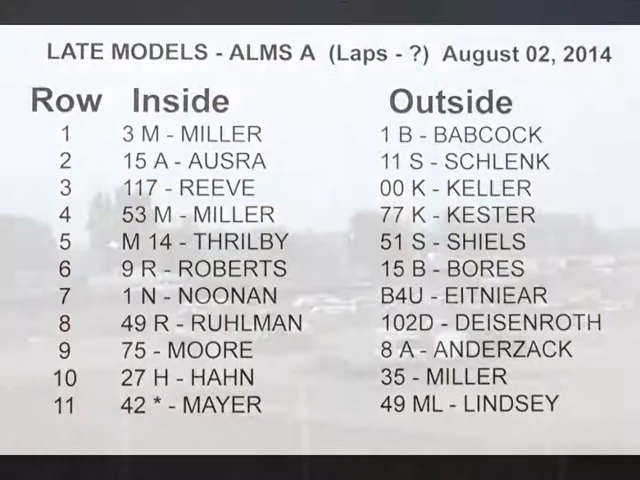 LATE MODELS - ALMS A (Laps - ?) August 02, 2014
Row Inside Outside
1 3 M - MILLER 1 B - BABCOCK
2 15 A - AUSRA 11 S - SCHLENK
3 117 - REEVE 00 K - KELLER
4 53 M - MILLER 77 K - KESTER
5 M 14 - THRILBY 51 S - SHIELS
6 9 R - ROBERTS 15 B - BORES
7 1 N - NOONAN B4U - EITNIEAR
8 49 R - RUHLMAN 102D - DEISENROTH
9 75 - MOORE 8 A - ANDERZACK
10 27 H - HAHN 35 - MILLER
11 42 * - MAYER 49 ML - LINDSEY